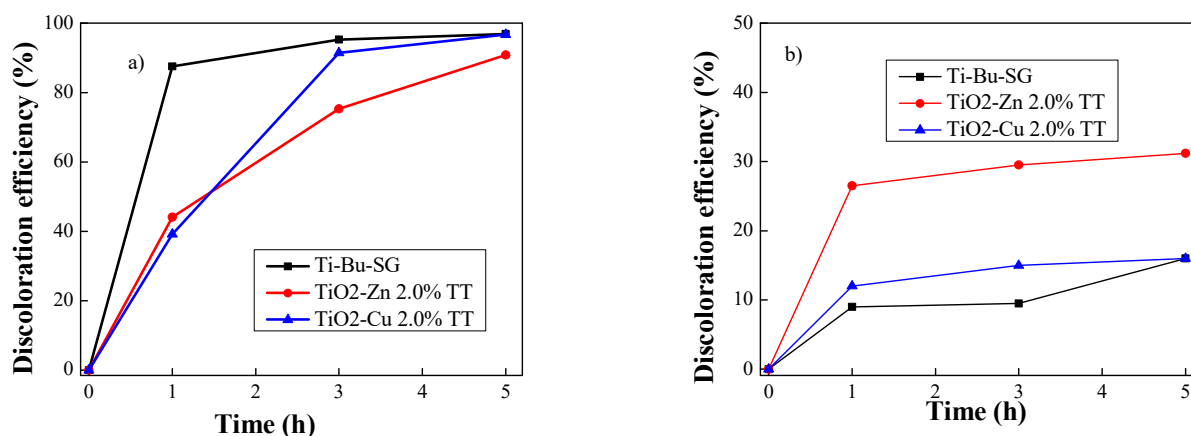 Discoloration efficiency (%)
100
80
60
40
20
0
a)
Ti-Bu-SG
TiO2-Zn 2.0% TT
TiO2-Cu 2.0% TT
0 1 2 3 4 5
Time (h)
Discoloration efficiency (%)
50
40
30
20
10
0
b)
Ti-Bu-SG
TiO2-Zn 2.0% TT
TiO2-Cu 2.0% TT
0 1 2 3 4 5
Time (h)